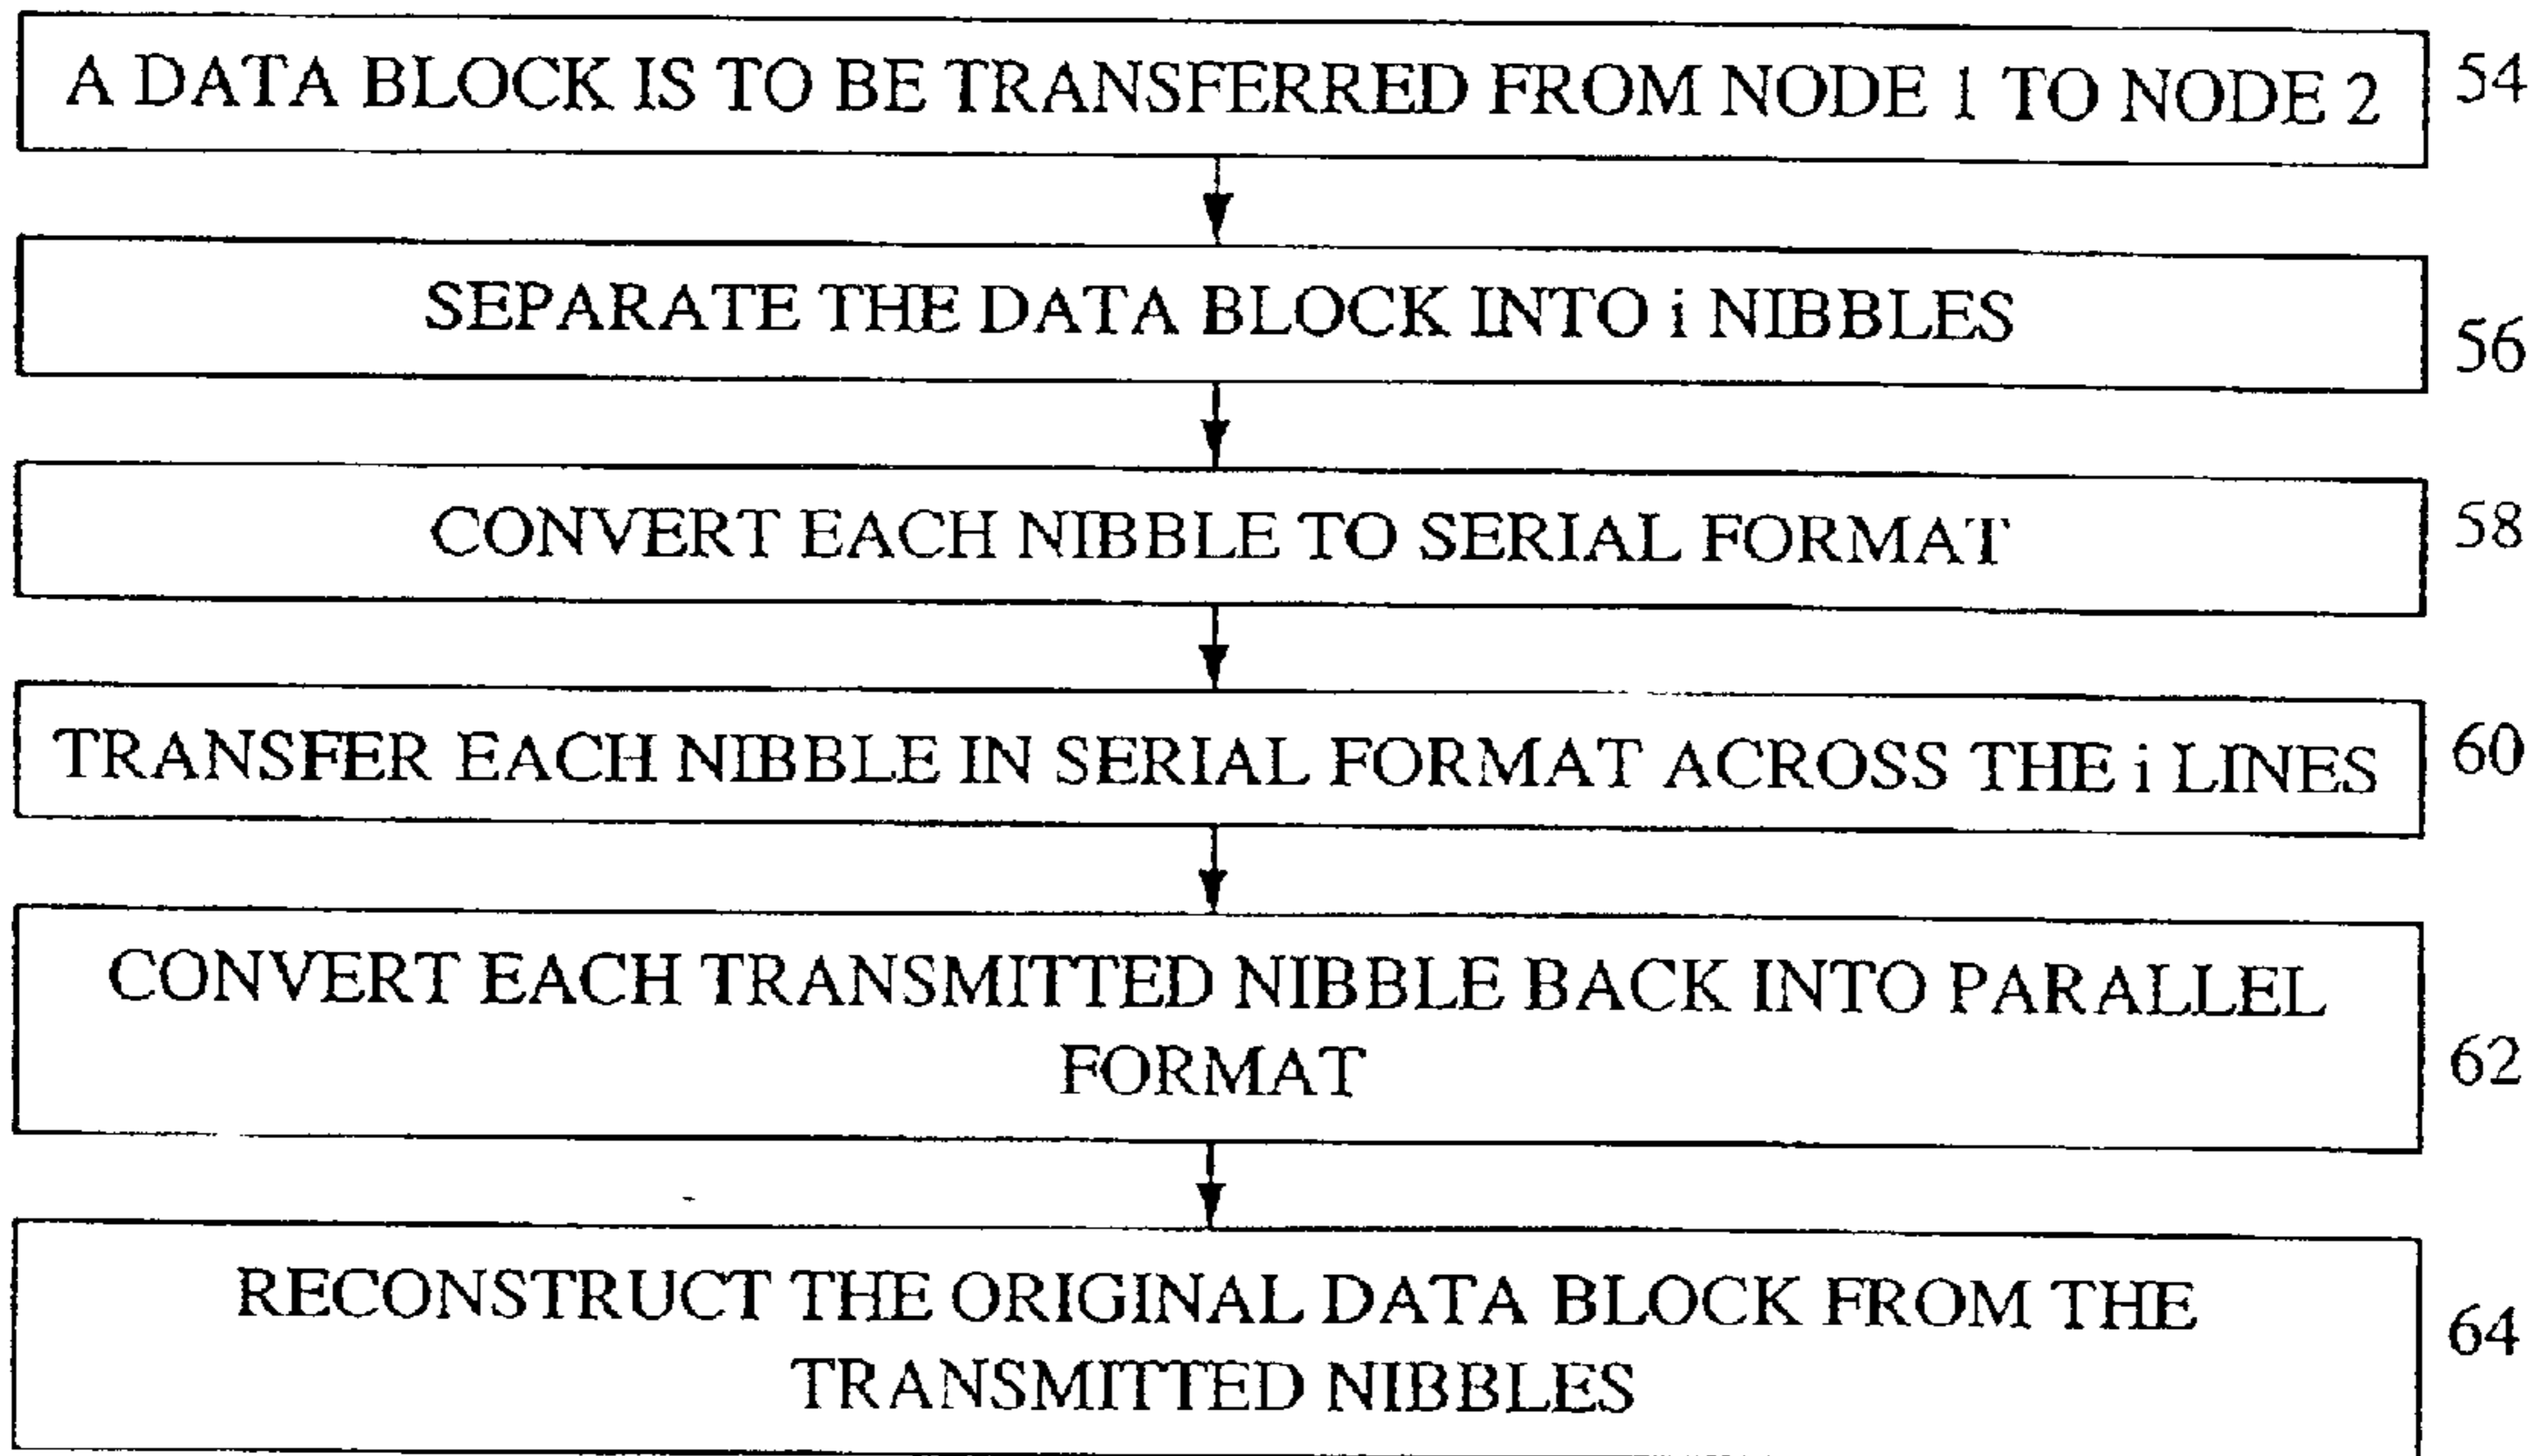 A DATA BLOCK IS TO BE TRANSFERRED FROM NODE 1 TO NODE 2
54
SEPARATE THE DATA BLOCK INTO i NIBBLES
56
CONVERT EACH NIBBLE TO SERIAL FORMAT
58
TRANSFER EACH NIBBLE IN SERIAL FORMAT ACROSS THE i LINES
60
CONVERT EACH TRANSMITTED NIBBLE BACK INTO PARALLEL
FORMAT
62
RECONSTRUCT THE ORIGINAL DATA BLOCK FROM THE
TRANSMITTED NIBBLES
64